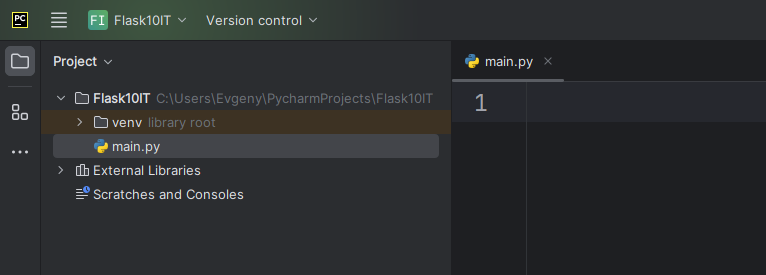 PC FI Flask10IT Version control
Project
main.py
Flask10IT C:\Users\Evgeny\PycharmProjects\Flask10IT
1
venv library root
main.py
External Libraries
Scratches and Consoles